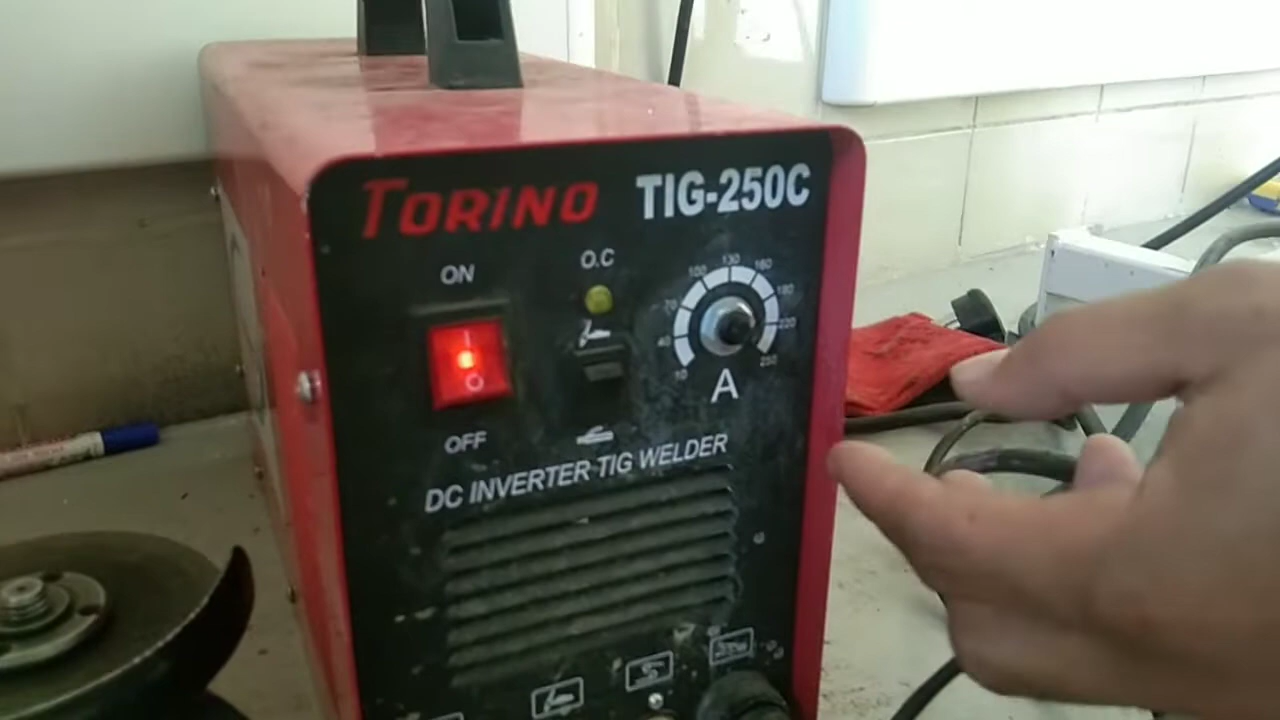 TORINO TIG-250C
ON
O.C
OFF
10 40 70 100 130 160 190 220 250
A
DC INVERTER TIG WELDER